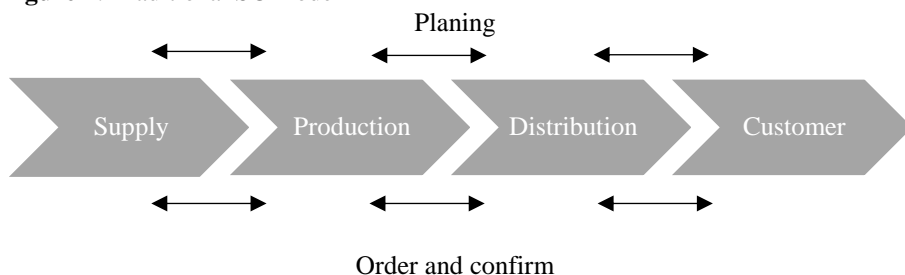 Planing
Supply
Production
Distribution
Customer
Order and confirm